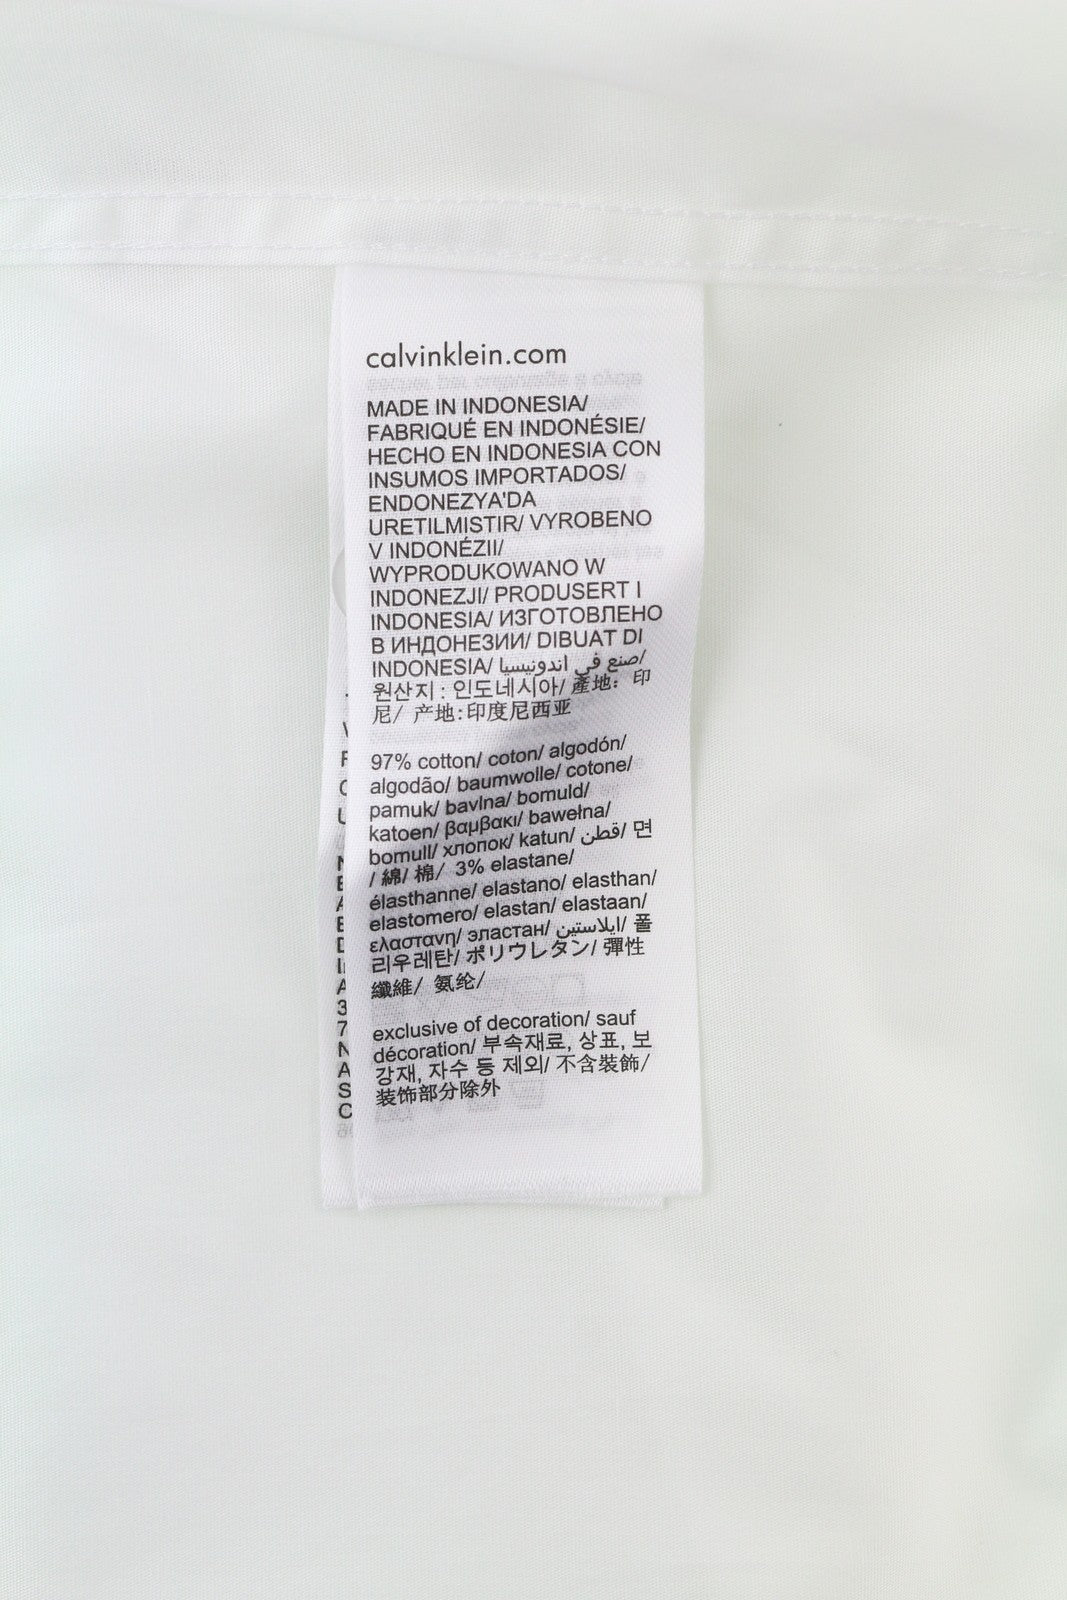 calvinklein.com
MADE IN INDONESIA/
FABRIQUÉ EN INDONÉSIE/
HECHO EN INDONESIA CON
INSUMOS IMPORTADOS/
ENDONEZYA'DA
URETILMISTIR/ VYROBENO
V INDONÉZII/
WYPRODUKOWANO W
INDONEZJI/ PRODUSERT I
INDONESIA/ ИЗГОТОВЛЕНО
В ИНДОНЕЗИИ/ DIBUAT DI
INDONESIA/ صنع في اندونيسيا/
원산지 : 인도네시아/ 產地：印
尼/ 产地:印度尼西亚
97% cotton/ coton/ algodón/
algodão/ baumwolle/ cotone/
pamuk/ bavlna/ bomuld/
katoen/ βαμβακι/ bawełna/
bomull/ хлопок/ katun/ قطن/ 면
/ 綿/ 棉/ 3% elastane/
élasthanne/ elastano/ elasthan/
elastomero/ elastan/ elastaan/
ελαστανη/ эластан/ ايلاستين/ 폴
리우레탄/ ポリウレタン/ 彈性
纖維/ 氨纶/
exclusive of decoration/ sauf
décoration/ 부속재료, 상표, 보
강재, 자수 등 제외/ 不含裝飾/
装饰部分除外